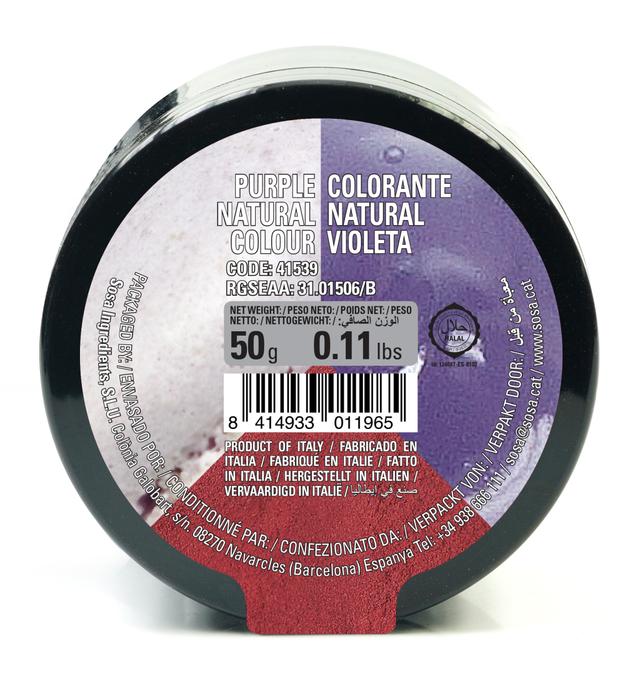 PURPLE COLORANTE
NATURAL NATURAL
COLOUR VIOLETA
CODE: 41539
RGSEAA: 31.01506/B
NET WEIGHT: / PESO NETO: / POIDS NET: / PESO
NETTO: / NETTOGEWICHT: / الوزن الصافي:
50 g 0.11 lbs
حلال
HALAL
8 414933 011965
PRODUCT OF ITALY / FABRICADO EN
ITALIA / FABRIQUÉ EN ITALIE / FATTO
IN ITALIA / HERGESTELLT IN ITALIEN /
VERVAARDIGD IN ITALIË / صنع في إيطاليا
PACKAGED BY: / ENVASADO POR: / CONDITIONNÉ PAR: / CONFEZIONATO DA: / VERPACKT VON: / VERPAKT DOOR: / معبأة من قبل
Sosa Ingredients, S.L.U. Colònia Galobart, s/n. 08270 Navarcles (Barcelona) Espanya Tel: +34 938 666 111 / sosa@sosa.cat / www.sosa.cat